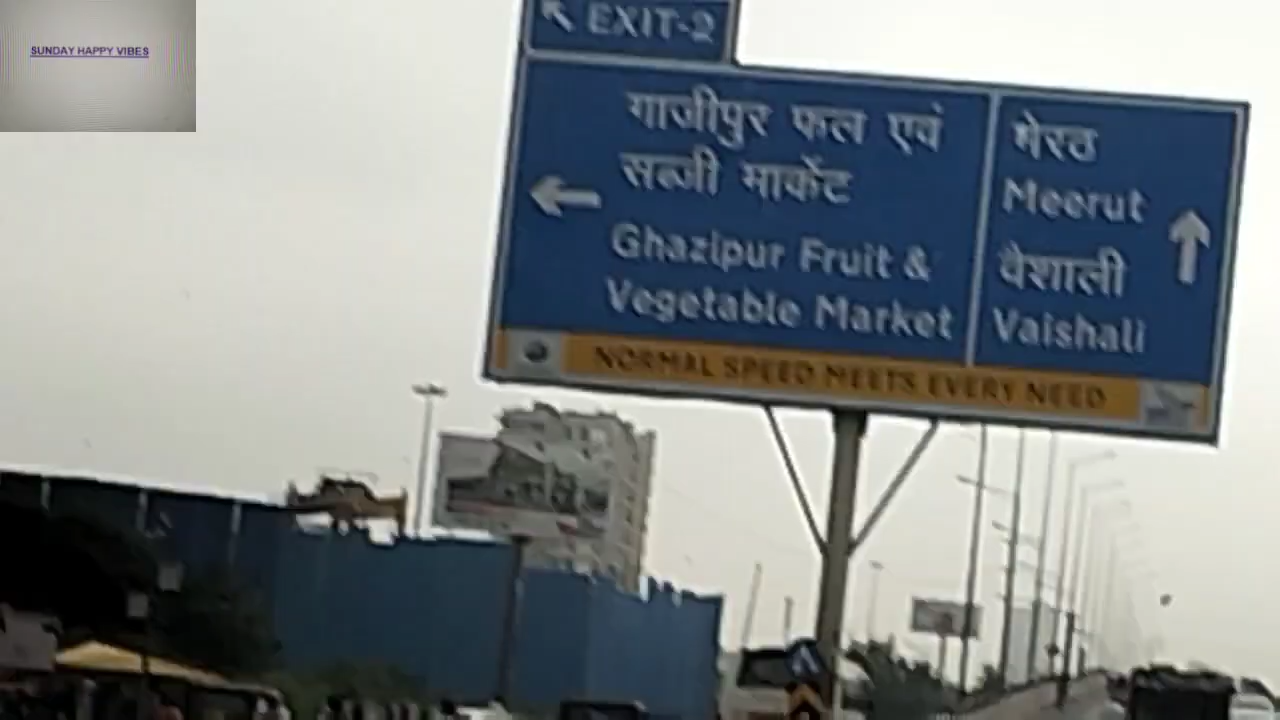 SUNDAY HAPPY VIBES
EXIT-2
गाजीपुर फल एवं
सब्जी मार्केट
Ghazipur Fruit &
Vegetable Market
मेरठ
Meerut
वैशाली
Vaishali
NORMAL SPEED MEETS EVERY NEED